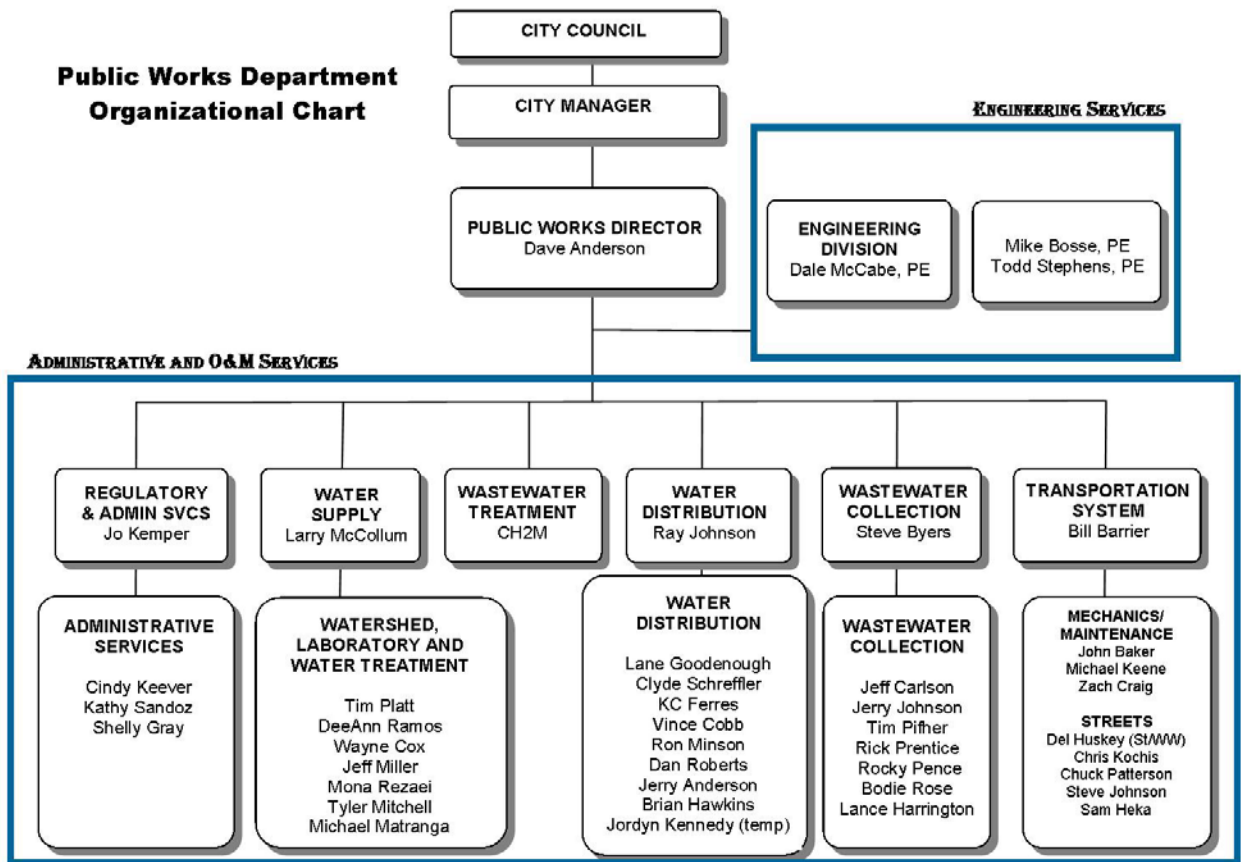 CITY COUNCIL
Public Works Department
Organizational Chart
CITY MANAGER
ENGINEERING SERVICES
PUBLIC WORKS DIRECTOR
Dave Anderson
ENGINEERING
DIVISION
Dale McCabe, PE
Mike Bosse, PE
Todd Stephens, PE
ADMINISTRATIVE AND O&M SERVICES
REGULATORY
& ADMIN SVCS
Jo Kemper
WATER
SUPPLY
Larry McCollum
WASTEWATER
TREATMENT
CH2M
WATER
DISTRIBUTION
Ray Johnson
WASTEWATER
COLLECTION
Steve Byers
TRANSPORTATION
SYSTEM
Bill Barrier
ADMINISTRATIVE
SERVICES
Cindy Keever
Kathy Sandoz
Shelly Gray
WATERSHED,
LABORATORY AND
WATER TREATMENT
Tim Platt
DeeAnn Ramos
Wayne Cox
Jeff Miller
Mona Rezaei
Tyler Mitchell
Michael Matranga
WATER
DISTRIBUTION
Lane Goodenough
Clyde Schreffler
KC Ferres
Vince Cobb
Ron Minson
Dan Roberts
Jerry Anderson
Brian Hawkins
Jordyn Kennedy (temp)
WASTEWATER
COLLECTION
Jeff Carlson
Jerry Johnson
Tim Pifher
Rick Prentice
Rocky Pence
Bodie Rose
Lance Harrington
MECHANICS/
MAINTENANCE
John Baker
Michael Keene
Zach Craig
STREETS
Del Huskey (St/WW)
Chris Kochis
Chuck Patterson
Steve Johnson
Sam Heka